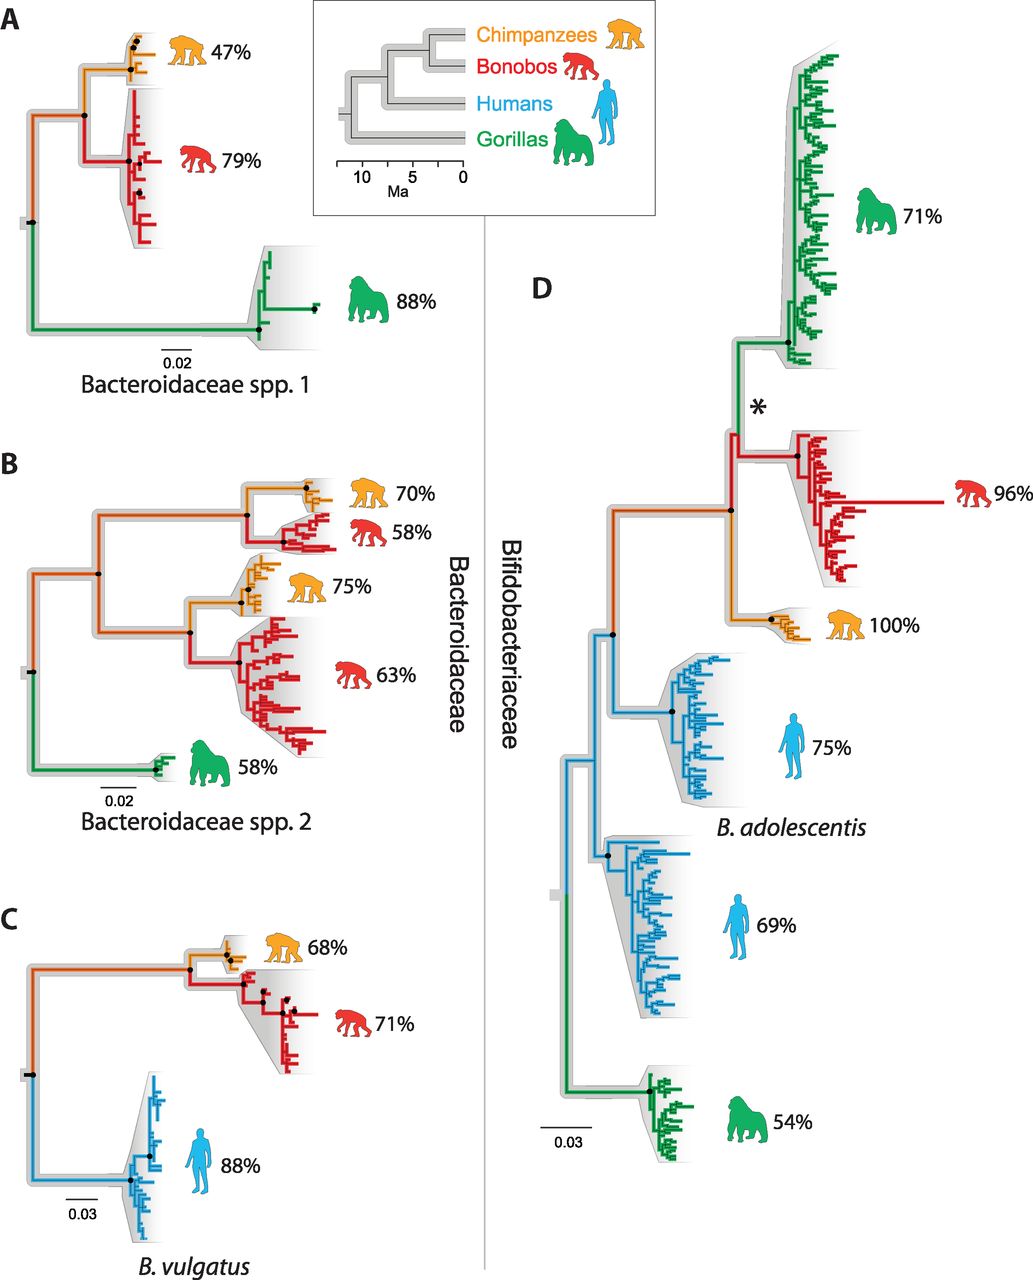 A
47%
79%
88%
0.02
Bacteroidaceae spp. 1
Chimpanzees
Bonobos
Humans
Gorillas
10 5 0
Ma
B
70%
58%
75%
63%
58%
0.02
Bacteroidaceae spp. 2
Bacteroidaceae
C
68%
71%
88%
0.03
B. vulgatus
Bifidobacteriaceae
D
71%
*
96%
100%
75%
B. adolescentis
69%
54%
0.03